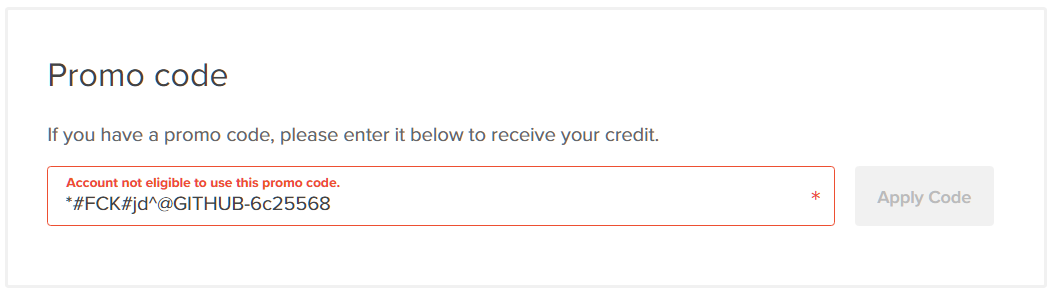 Promo code
If you have a promo code, please enter it below to receive your credit.
Account not eligible to use this promo code.
*#FCK#jd^@GITHUB-6c25568
*
Apply Code